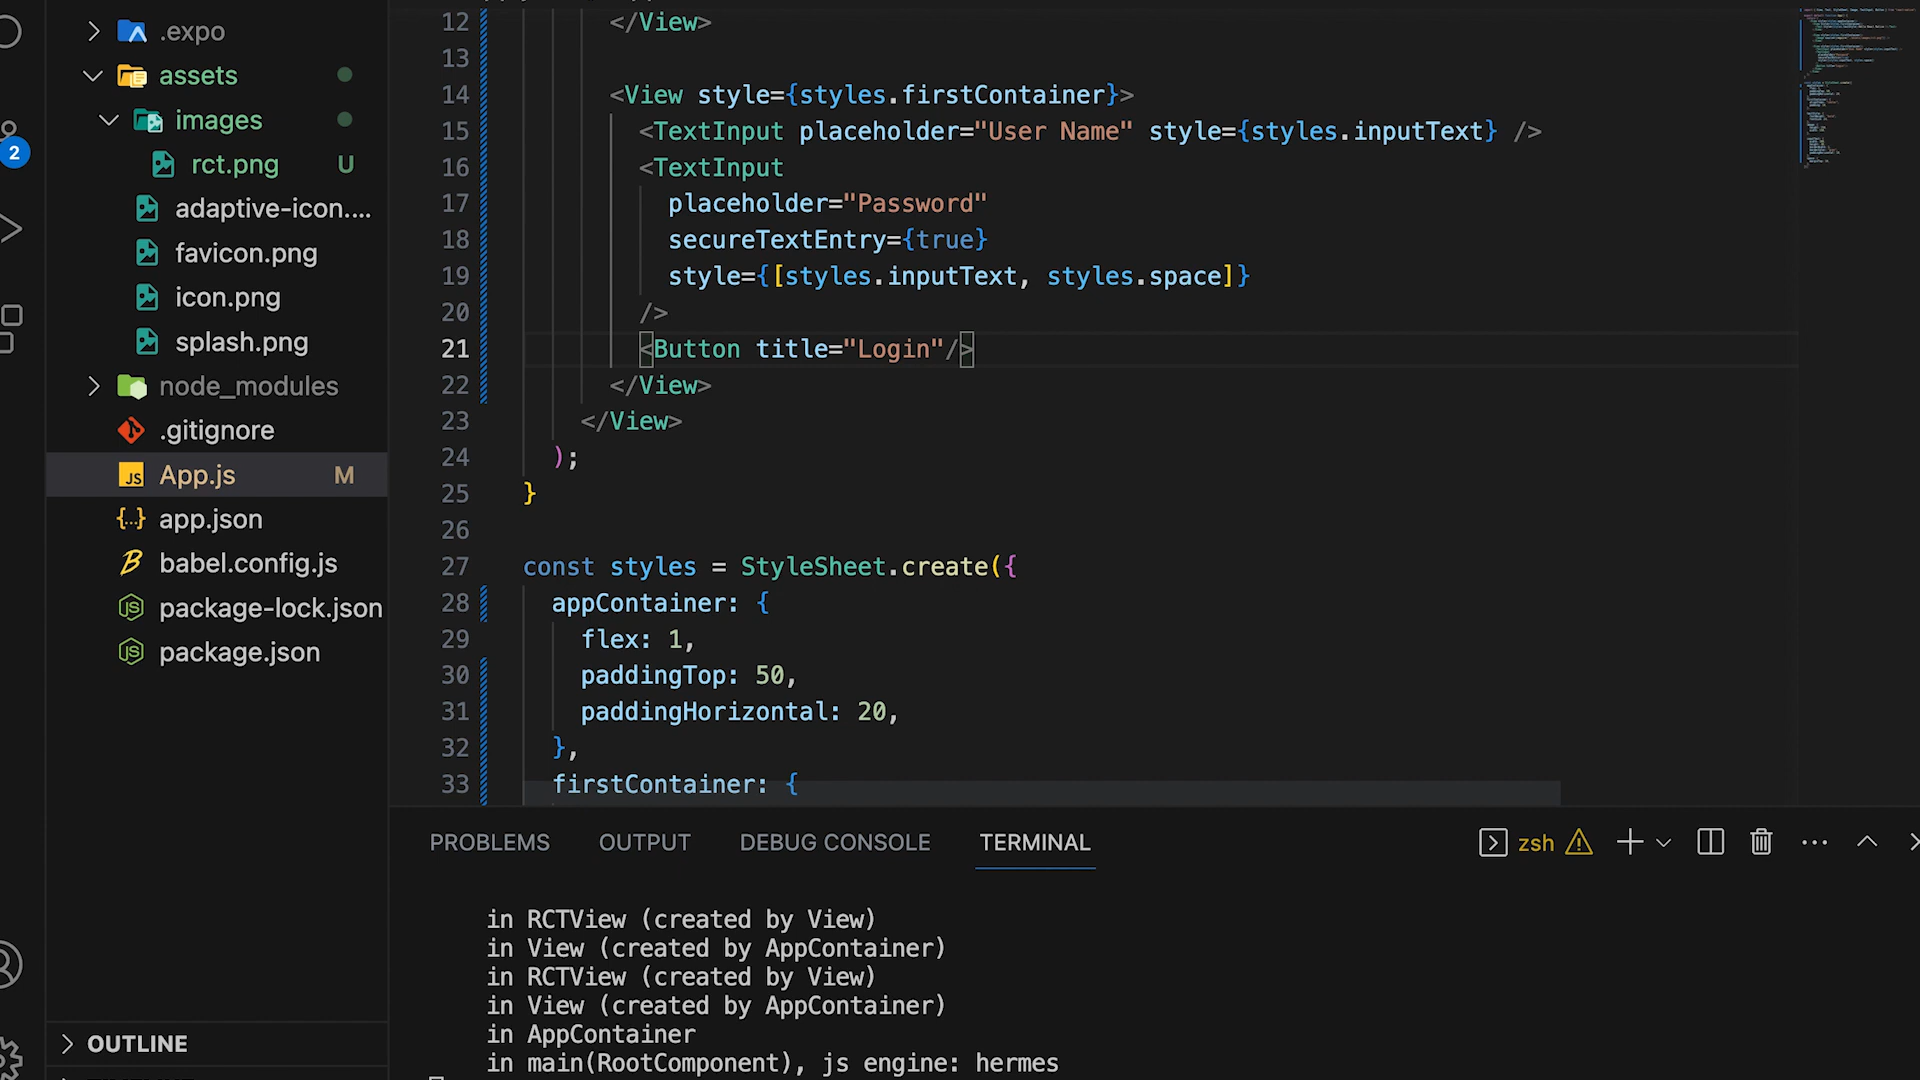 .expo
assets
images
rct.png U
adaptive-icon....
favicon.png
icon.png
splash.png
node_modules
.gitignore
App.js M
app.json
babel.config.js
package-lock.json
package.json
OUTLINE
2
12 </View>
13
14 <View style={styles.firstContainer}>
15 <TextInput placeholder="User Name" style={styles.inputText} />
16 <TextInput
17 placeholder="Password"
18 secureTextEntry={true}
19 style={[styles.inputText, styles.space]}
20 />
21 <Button title="Login"/>
22 </View>
23 </View>
24 );
25 }
26
27 const styles = StyleSheet.create({
28 appContainer: {
29 flex: 1,
30 paddingTop: 50,
31 paddingHorizontal: 20,
32 },
33 firstContainer: {
PROBLEMS OUTPUT DEBUG CONSOLE TERMINAL zsh
in RCTView (created by View)
in View (created by AppContainer)
in RCTView (created by View)
in View (created by AppContainer)
in AppContainer
in main(RootComponent), js engine: hermes